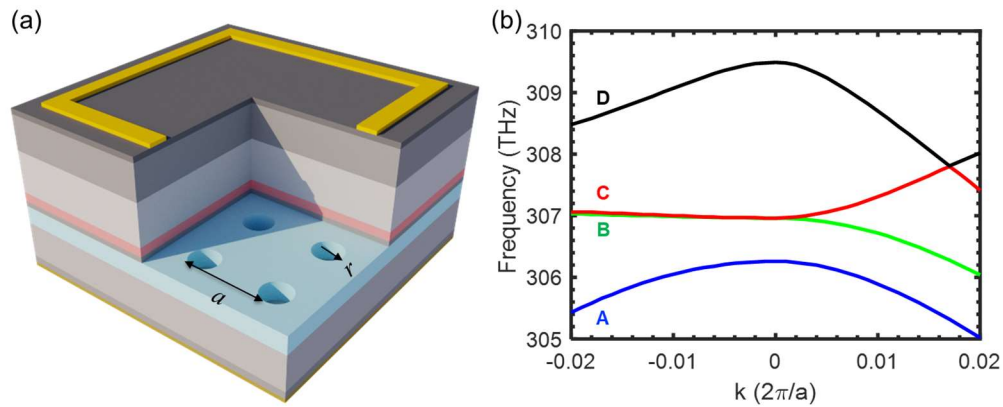 (a)
a
r
(b)
Frequency (THz)
310
309
308
307
306
305
D
C
B
A
-0.02
-0.01
0
0.01
0.02
k (2π/a)